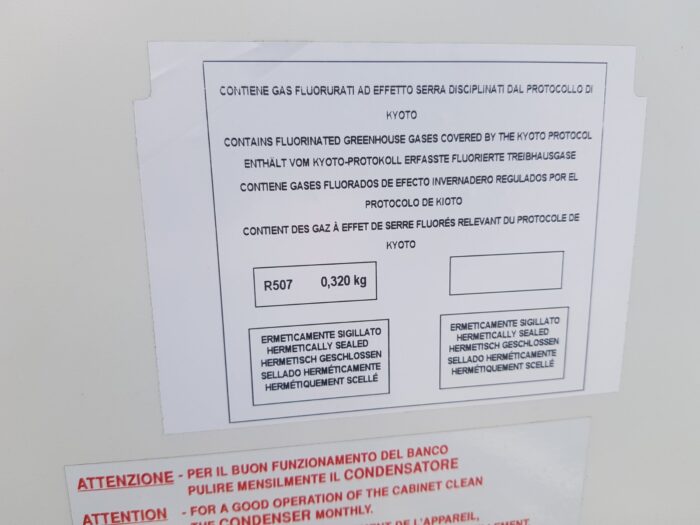 CONTIENE GAS FLUORURATI AD EFFETTO SERRA DISCIPLINATI DAL PROTOCOLLO DI
KYOTO
CONTAINS FLUORINATED GREENHOUSE GASES COVERED BY THE KYOTO PROTOCOL
ENTHÄLT VOM KYOTO-PROTOKOLL ERFASSTE FLUORIERTE TREIBHAUSGASE
CONTIENE GASES FLUORADOS DE EFECTO INVERNADERO REGULADOS POR EL
PROTOCOLO DE KIOTO
CONTIENT DES GAZ À EFFET DE SERRE FLUORÉS RELEVANT DU PROTOCOLE DE
KYOTO
R507 0,320 kg
ERMETICAMENTE SIGILLATO
HERMETICALLY SEALED
HERMETISCH GESCHLOSSEN
SELLADO HERMÉTICAMENTE
HERMÉTIQUEMENT SCELLÉ
ERMETICAMENTE SIGILLATO
HERMETICALLY SEALED
HERMETISCH GESCHLOSSEN
SELLADO HERMÉTICAMENTE
HERMÉTIQUEMENT SCELLÉ
ATTENZIONE - PER IL BUON FUNZIONAMENTO DEL BANCO
PULIRE MENSILMENTE IL CONDENSATORE
ATTENTION - FOR A GOOD OPERATION OF THE CABINET CLEAN
THE CONDENSER MONTHLY.
DE L'APPAREIL,